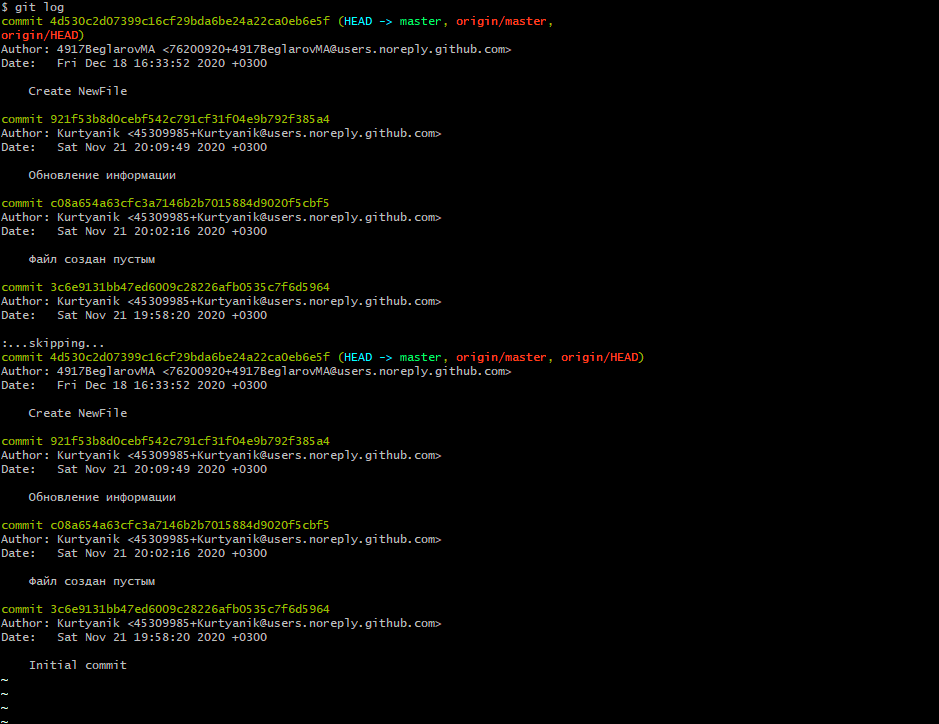 $ git log
commit 4d530c2d07399c16cf29bda6be24a22ca0eb6e5f (HEAD -> master, origin/master,
origin/HEAD)
Author: 4917BeglarovMA <76200920+4917BeglarovMA@users.noreply.github.com>
Date:   Fri Dec 18 16:33:52 2020 +0300
    Create NewFile
commit 921f53b8d0cebf542c791cf31f04e9b792f385a4
Author: Kurtyanik <45309985+Kurtyanik@users.noreply.github.com>
Date:   Sat Nov 21 20:09:49 2020 +0300
    Обновление информации
commit c08a654a63cfc3a7146b2b7015884d9020f5cbf5
Author: Kurtyanik <45309985+Kurtyanik@users.noreply.github.com>
Date:   Sat Nov 21 20:02:16 2020 +0300
    Файл создан пустым
commit 3c6e9131bb47ed6009c28226afb0535c7f6d5964
Author: Kurtyanik <45309985+Kurtyanik@users.noreply.github.com>
Date:   Sat Nov 21 19:58:20 2020 +0300
:...skipping...
commit 4d530c2d07399c16cf29bda6be24a22ca0eb6e5f (HEAD -> master, origin/master, origin/HEAD)
Author: 4917BeglarovMA <76200920+4917BeglarovMA@users.noreply.github.com>
Date:   Fri Dec 18 16:33:52 2020 +0300
    Create NewFile
commit 921f53b8d0cebf542c791cf31f04e9b792f385a4
Author: Kurtyanik <45309985+Kurtyanik@users.noreply.github.com>
Date:   Sat Nov 21 20:09:49 2020 +0300
    Обновление информации
commit c08a654a63cfc3a7146b2b7015884d9020f5cbf5
Author: Kurtyanik <45309985+Kurtyanik@users.noreply.github.com>
Date:   Sat Nov 21 20:02:16 2020 +0300
    Файл создан пустым
commit 3c6e9131bb47ed6009c28226afb0535c7f6d5964
Author: Kurtyanik <45309985+Kurtyanik@users.noreply.github.com>
Date:   Sat Nov 21 19:58:20 2020 +0300
    Initial commit
~
~
~
~